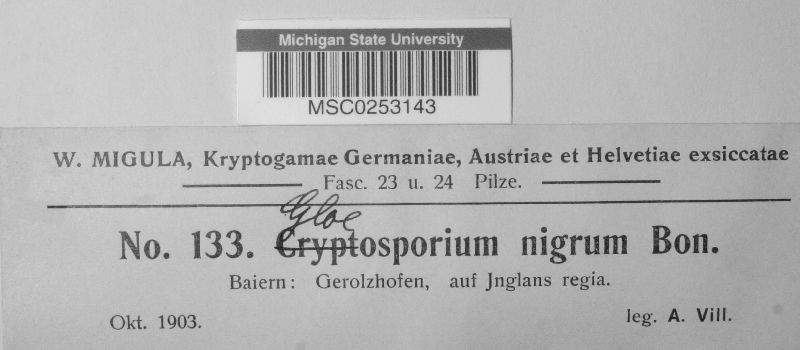 Michigan State University
MSC0253143
W. MIGULA, Kryptogamae Germaniae, Austriae et Helvetiae exsiccatae
Fasc. 23 u. 24 Pilze.
Gloe
No. 133. Cryptosporium nigrum Bon.
Baiern: Gerolzhofen, auf Jnglans regia.
Okt. 1903. leg. A. Vill.